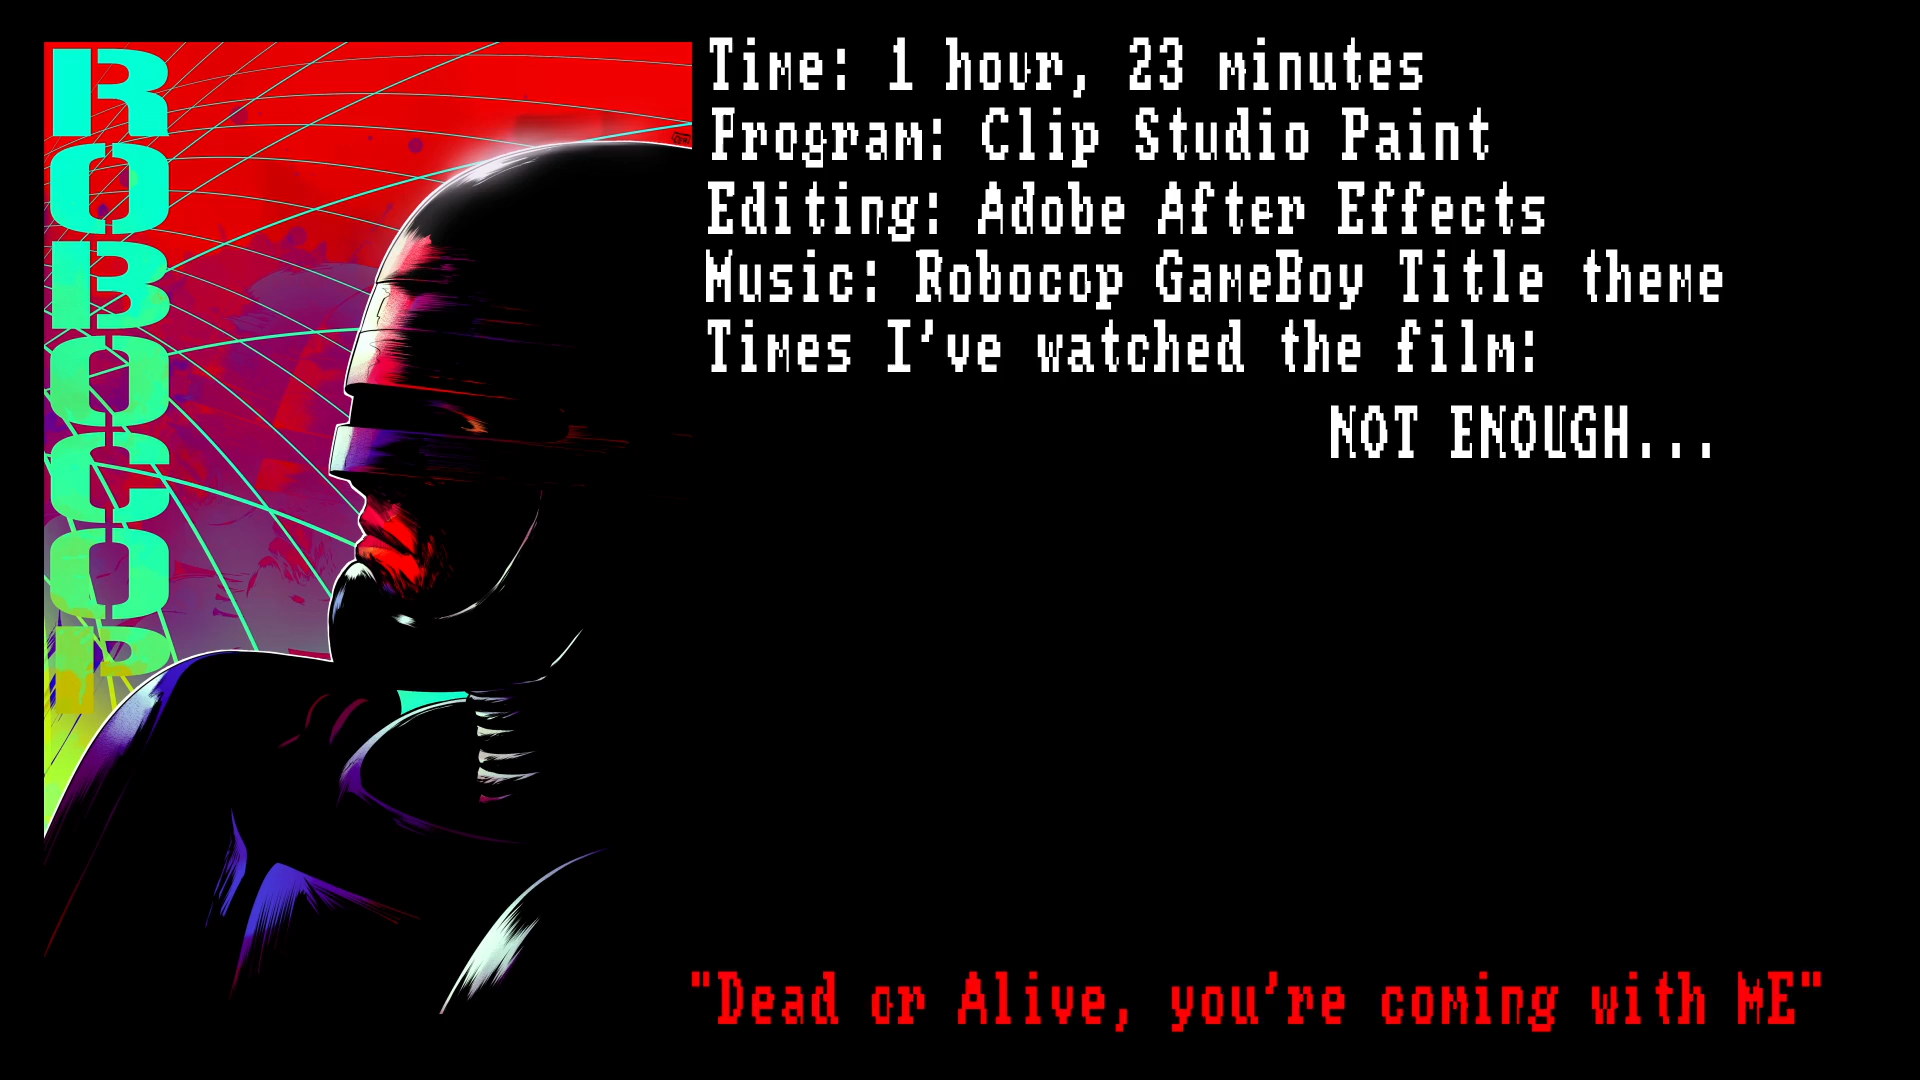 ROBOCOP
Time: 1 hour, 23 minutes
Program: Clip Studio Paint
Editing: Adobe After Effects
Music: Robocop GameBoy Title theme
Times I've watched the film:
NOT ENOUGH...
"Dead or Alive, you're coming with ME"